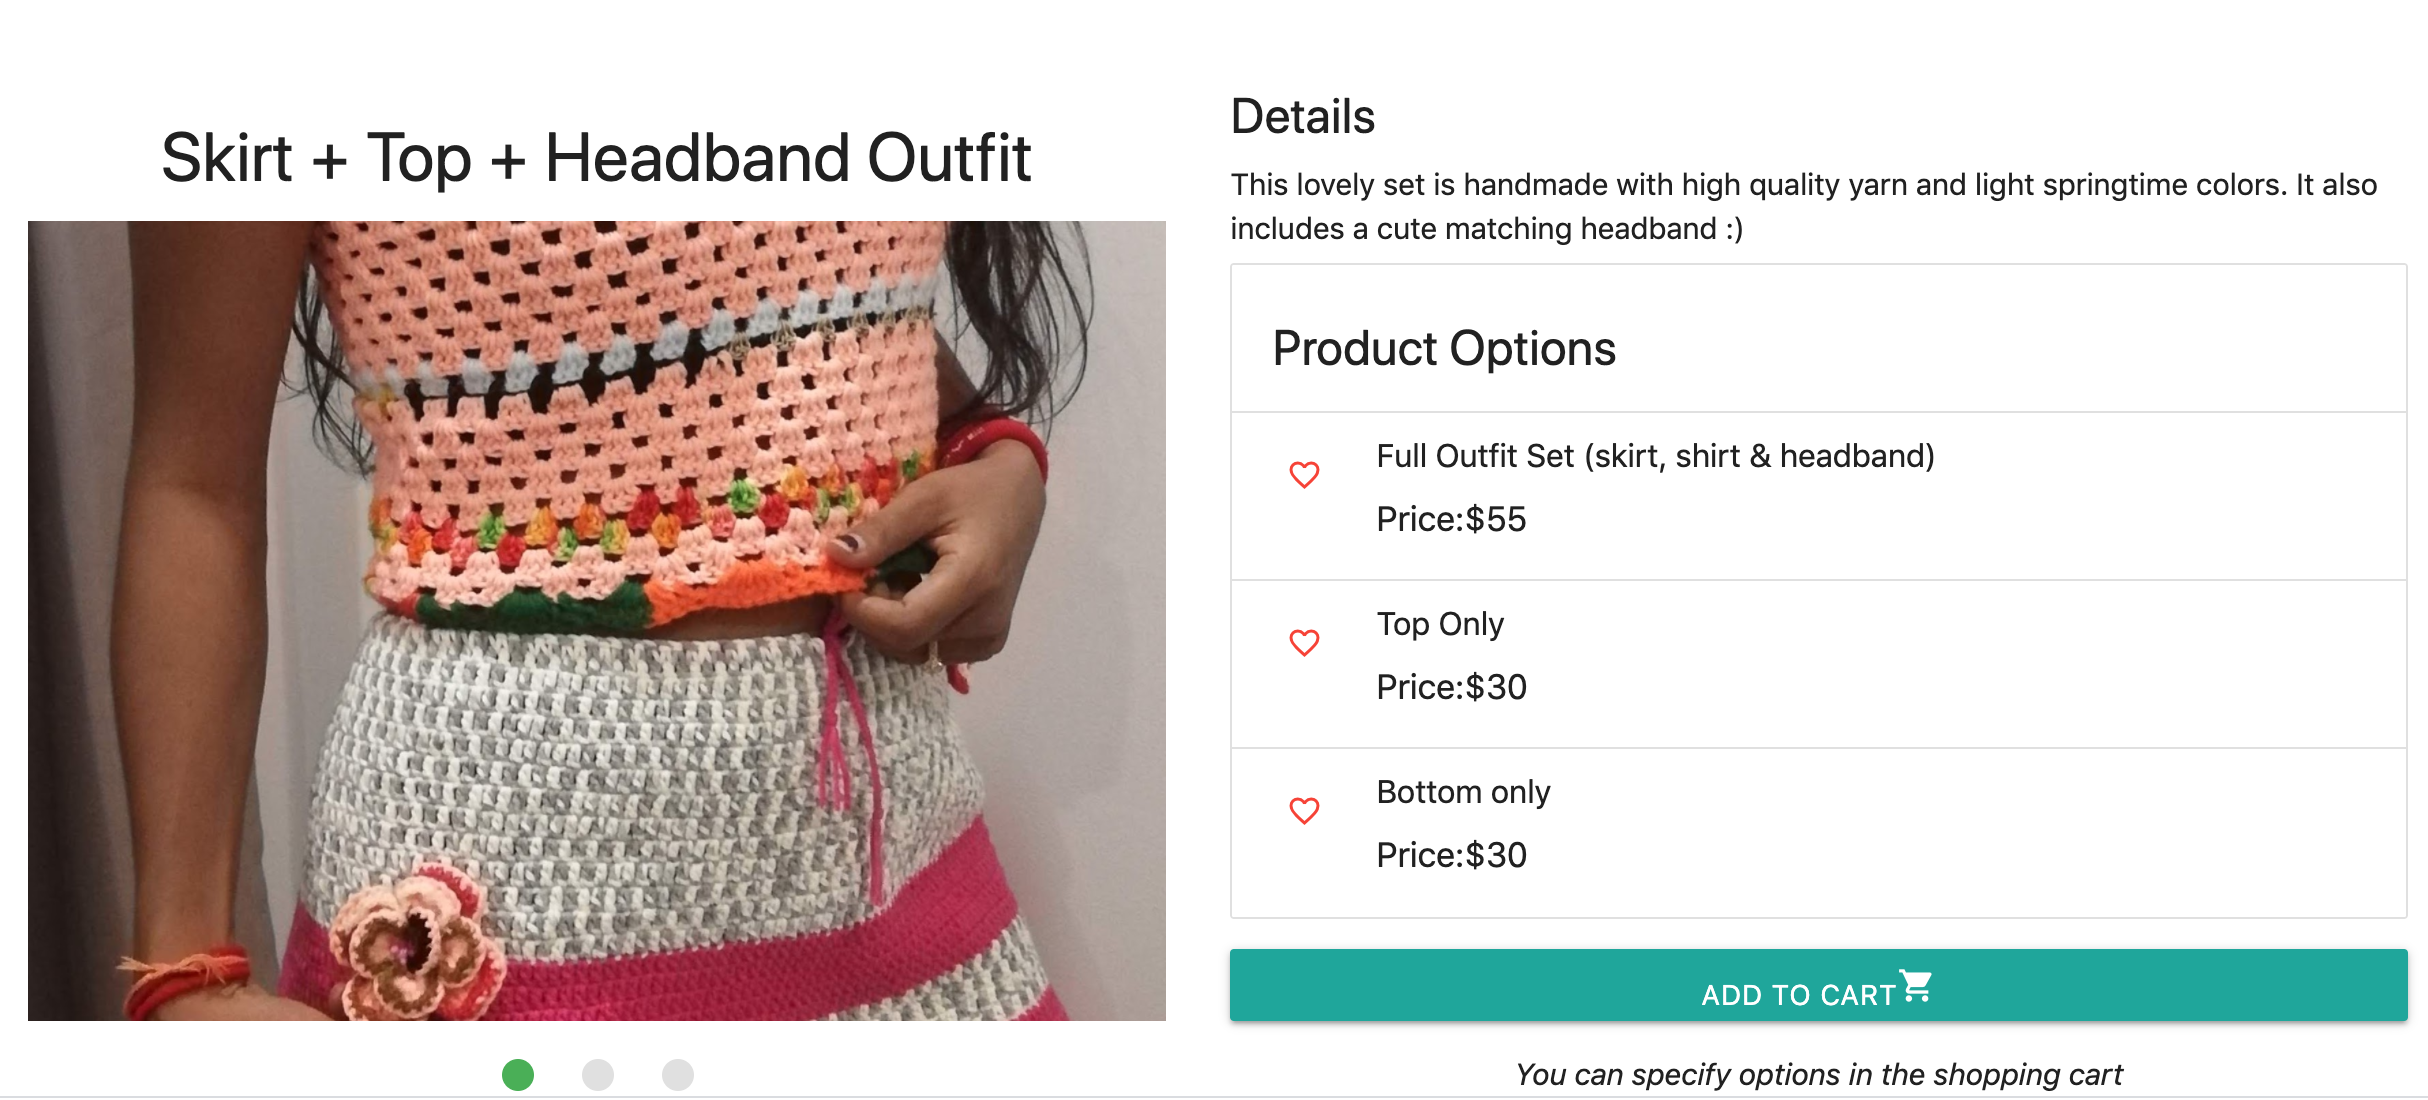 Skirt + Top + Headband Outfit
Details
This lovely set is handmade with high quality yarn and light springtime colors. It also
includes a cute matching headband :)
Product Options
Full Outfit Set (skirt, shirt & headband)
Price:$55
Top Only
Price:$30
Bottom only
Price:$30
ADD TO CART
You can specify options in the shopping cart